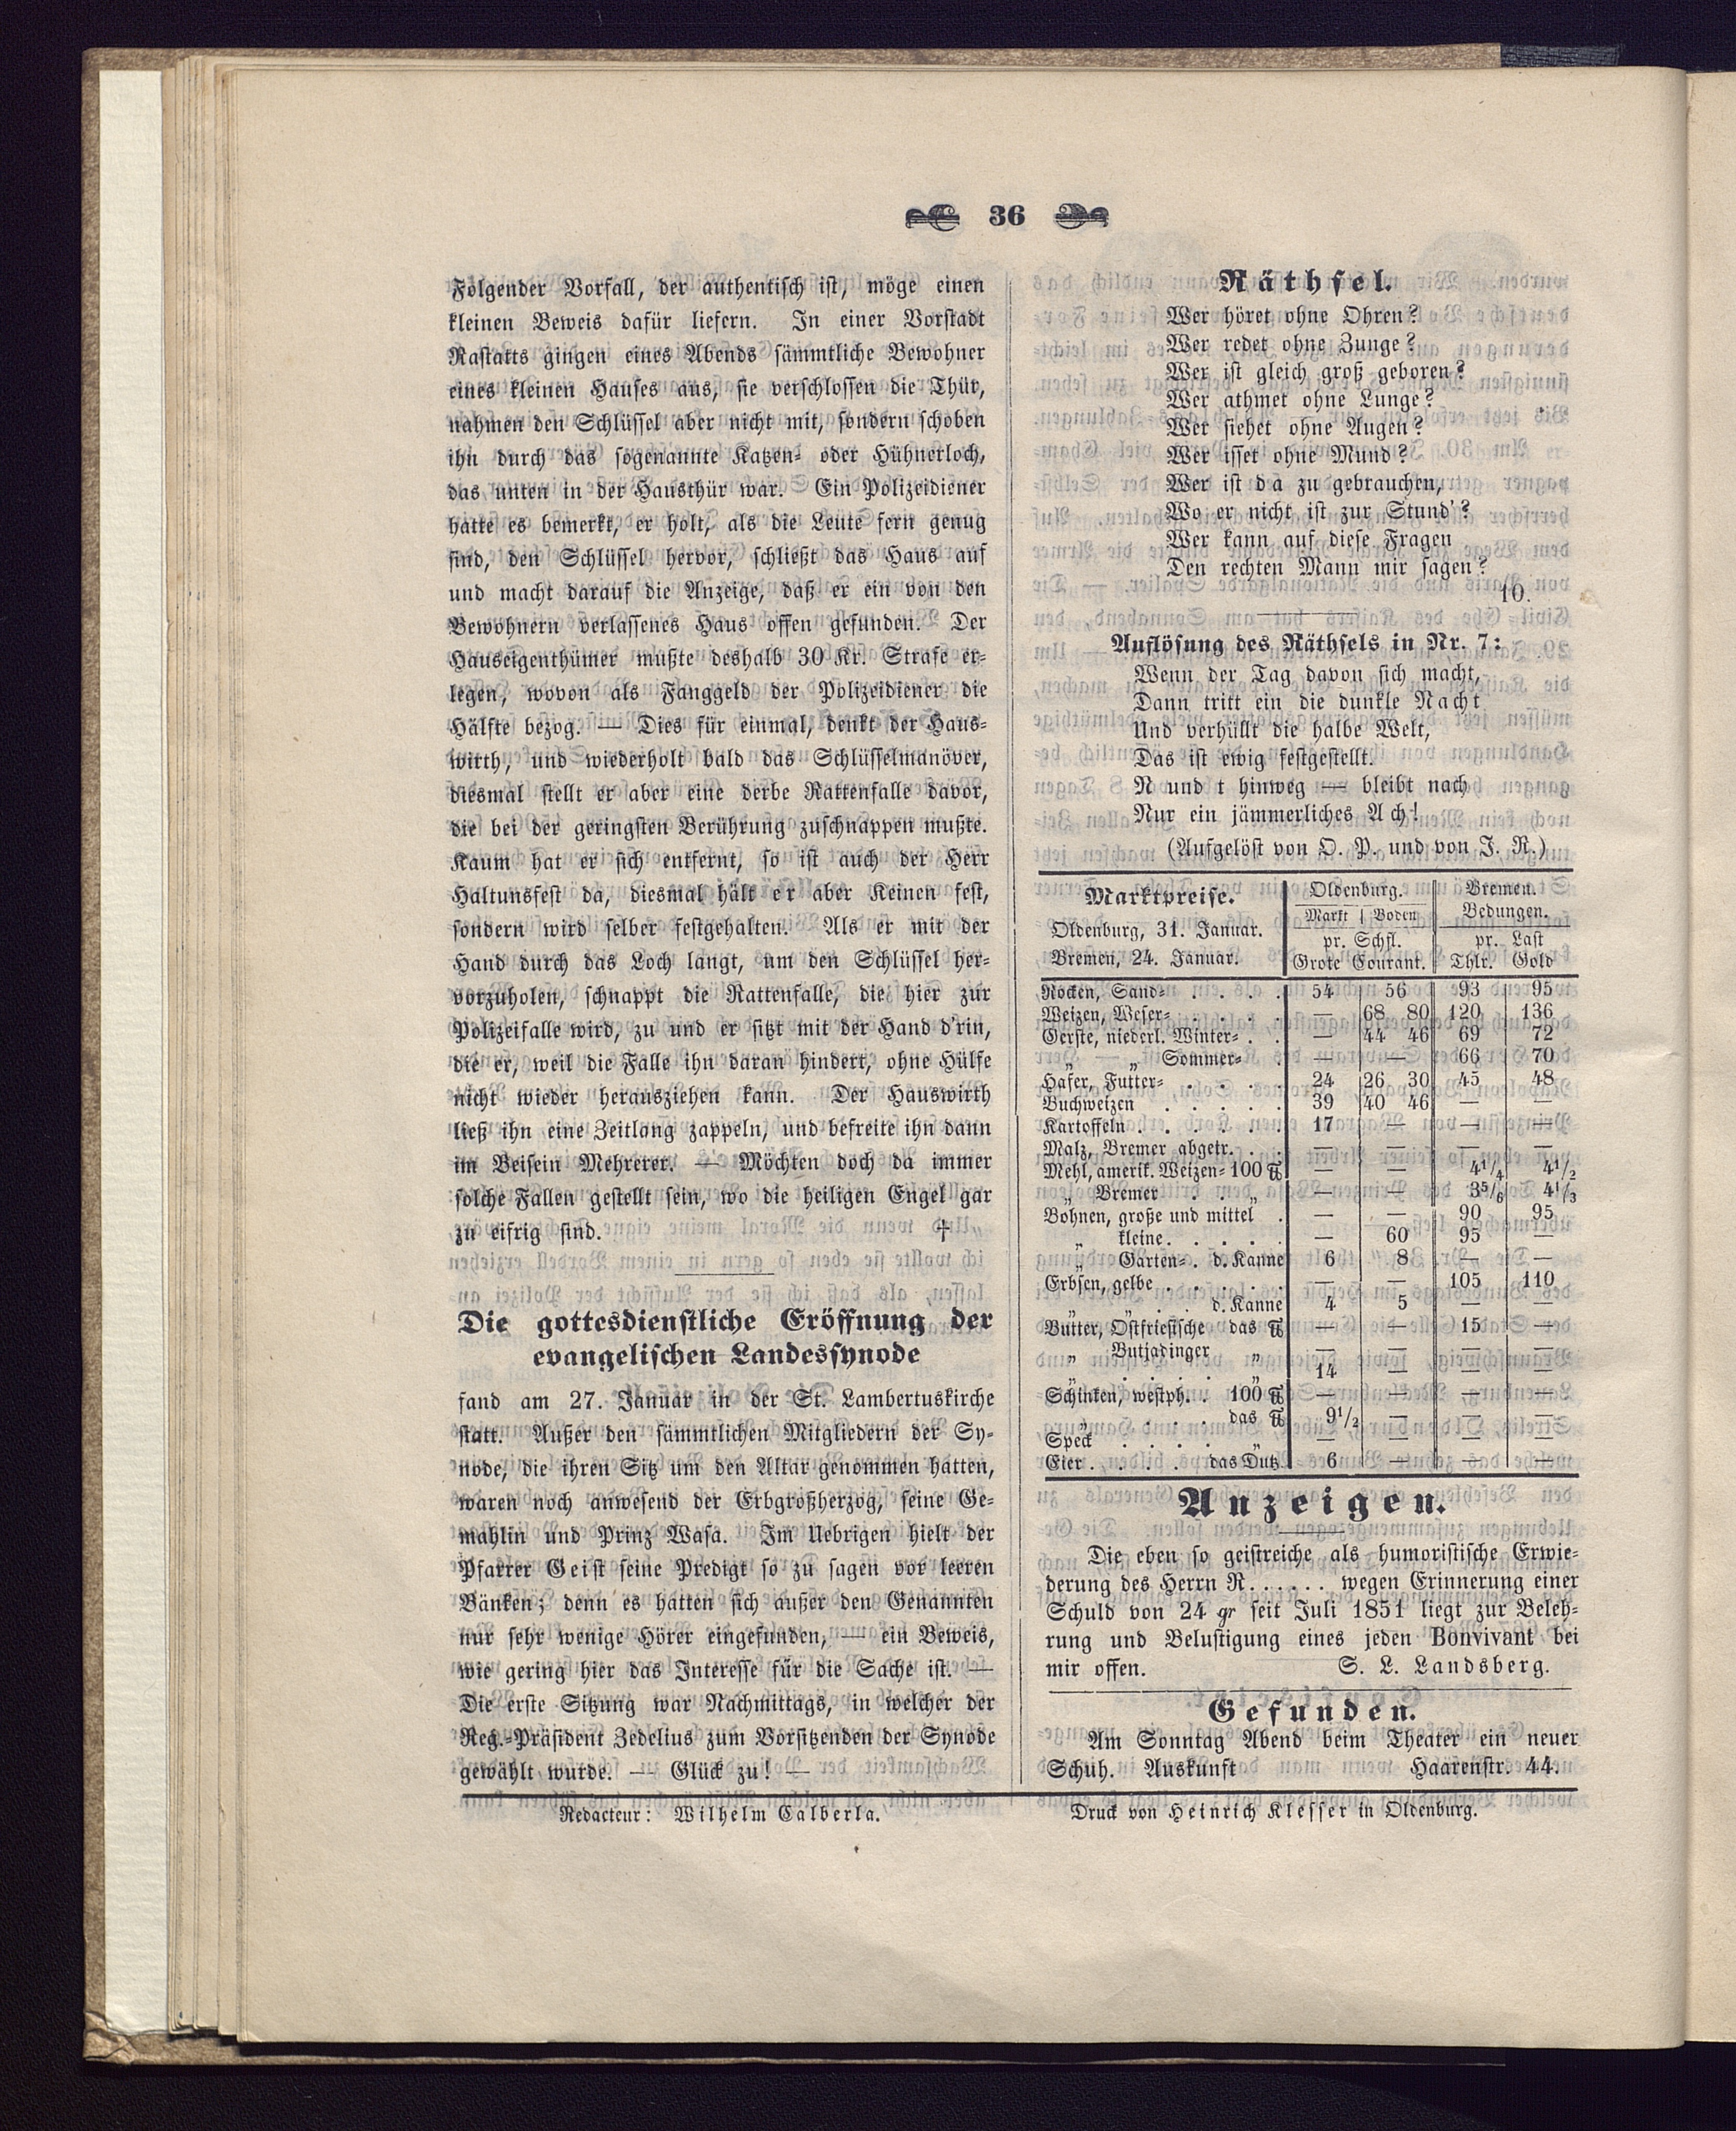 36
Folgender Vorfall, der authentisch ist, möge einen
kleinen Beweis dafür liefern. In einer Vorstadt
Rastatts gingen eines Abends sämmtliche Bewohner
eines kleinen Hauses aus, sie verschlossen die Thür,
nahmen den Schlüssel aber nicht mit, sondern schoben
ihn durch das sogenannte Katzen- oder Hühnerloch,
das unten in der Hausthür war. Ein Polizeidiener
hatte es bemerkt, er holt, als die Leute fern genug
sind, den Schlüssel hervor, schließt das Haus auf
und macht darauf die Anzeige, daß er ein von den
Bewohnern verlassenes Haus offen gefunden. Der
Hauseigenthümer mußte deshalb 30 Kr. Strafe er-
legen, wovon als Fanggeld der Polizeidiener die
Hälfte bezog. — Dies für einmal, denkt der Haus-
wirth, und wiederholt bald das Schlüsselmanöver,
diesmal stellt er aber eine derbe Rattenfalle davor,
die bei der geringsten Berührung zuschnappen mußte.
Kaum hat er sich entfernt, so ist auch der Herr
Haltunsfest da, diesmal hält er aber Keinen fest,
sondern wird selber festgehalten. Als er mit der
Hand durch das Loch langt, um den Schlüssel her-
vorzuholen, schnappt die Rattenfalle, die hier zur
Polizeifalle wird, zu und er sitzt mit der Hand d'rin,
die er, weil die Falle ihn daran hindert, ohne Hülfe
nicht wieder herausziehen kann. Der Hauswirth
ließ ihn eine Zeitlang zappeln, und befreite ihn dann
im Beisein Mehrerer. — Möchten doch da immer
solche Fallen gestellt sein, wo die heiligen Engel gar
zu eifrig sind. †
Die gottesdienstliche Eröffnung der
evangelischen Landessynode
fand am 27. Januar in der St. Lambertuskirche
statt. Außer den sämmtlichen Mitgliedern der Sy-
node, die ihren Sitz um den Altar genommen hatten,
waren noch anwesend der Erbgroßherzog, seine Ge-
mahlin und Prinz Wasa. Im Uebrigen hielt der
Pfarrer Geist seine Predigt so zu sagen vor leeren
Bänken; denn es hatten sich außer den Genannten
nur sehr wenige Hörer eingefunden, — ein Beweis,
wie gering hier das Interesse für die Sache ist. —
Die erste Sitzung war Nachmittags, in welcher der
Reg.-Präsident Zedelius zum Vorsitzenden der Synode
gewählt wurde. — Glück zu! —
Räthsel.
Wer höret ohne Ohren?
Wer redet ohne Zunge?
Wer ist gleich groß geboren?
Wer athmet ohne Lunge?
Wer siehet ohne Augen?
Wer isset ohne Mund?
Wer ist da zu gebrauchen,
Wo er nicht ist zur Stund'?
Wer kann auf diese Fragen
Den rechten Mann mir sagen?
10.
Auflösung des Räthsels in Nr. 7:
Wenn der Tag davon sich macht,
Dann tritt ein die dunkle Nacht
Und verhüllt die halbe Welt,
Das ist ewig festgestellt.
N und t hinweg — bleibt nach
Nur ein jämmerliches Ach!
(Aufgelöst von O. P. und von J. R.)
Marktpreise. Oldenburg. Bremen.
Markt | Boden Bedungen.
Oldenburg, 31. Januar. pr. Schfl. pr. Last
Bremen, 24. Januar. Grote Courant. Thlr. Gold
Rocken, Sand- . . . . 54 56 93 95
Weizen, Weser- . . . . — 68 80 120 136
Gerste, niederl. Winter- . . — 44 46 69 72
„ „ Sommer- — — 66 70
Hafer, Futter- . . . . 24 26 30 45 48
Buchweizen . . . . . 39 40 46 — —
Kartoffeln . . . . . . 17 — — —
Malz, Bremer abgetr. . . — — — —
Mehl, amerik. Weizen- 100 ℔ — — 4 1/4 4 1/2
„ Bremer . . „ — — 3 5/6 4 1/3
Bohnen, große und mittel . — — 90 95
„ kleine . . . . . — 60 95 —
„ Garten- . d. Kanne 6 8 — —
Erbsen, gelbe . . . . . . — — 105 110
„ „ . . d. Kanne 4 5 — —
Butter, Ostfriesische das ℔ — — 15 —
„ Butjadinger „ — — — —
„ . . . . . „ 14 — — —
Schinken, westph. . 100 ℔ — — — —
„ . . . das ℔ 9 1/2 — — —
Speck . . . . „ — — — —
Eier . . . . das Dutz. 6 — — —
Anzeigen.
Die eben so geistreiche als humoristische Erwie-
derung des Herrn R. . . . . . wegen Erinnerung einer
Schuld von 24 gr seit Juli 1851 liegt zur Beleh-
rung und Belustigung eines jeden Bonvivant bei
mir offen. S. L. Landsberg.
Gefunden.
Am Sonntag Abend beim Theater ein neuer
Schuh. Auskunft Haarenstr. 44.
Redacteur: Wilhelm Calberla.
Druck von Heinrich Klesser in Oldenburg.